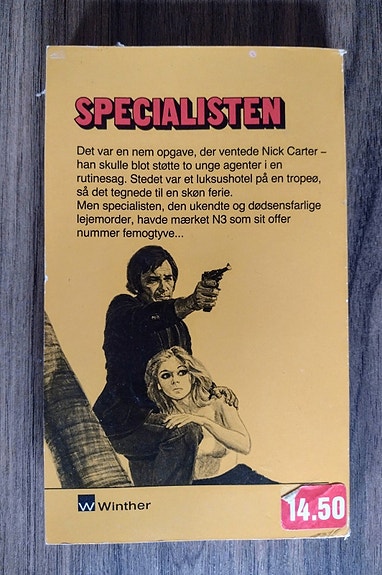 SPECIALISTEN
Det var en nem opgave, der ventede Nick Carter –
han skulle blot støtte to unge agenter i en
rutinesag. Stedet var et luksushotel på en tropeø,
så det tegnede til en skøn ferie.
Men specialisten, den ukendte og dødsensfarlige
lejemorder, havde mærket N3 som sit offer
nummer femogtyve...
W Winther
14.50